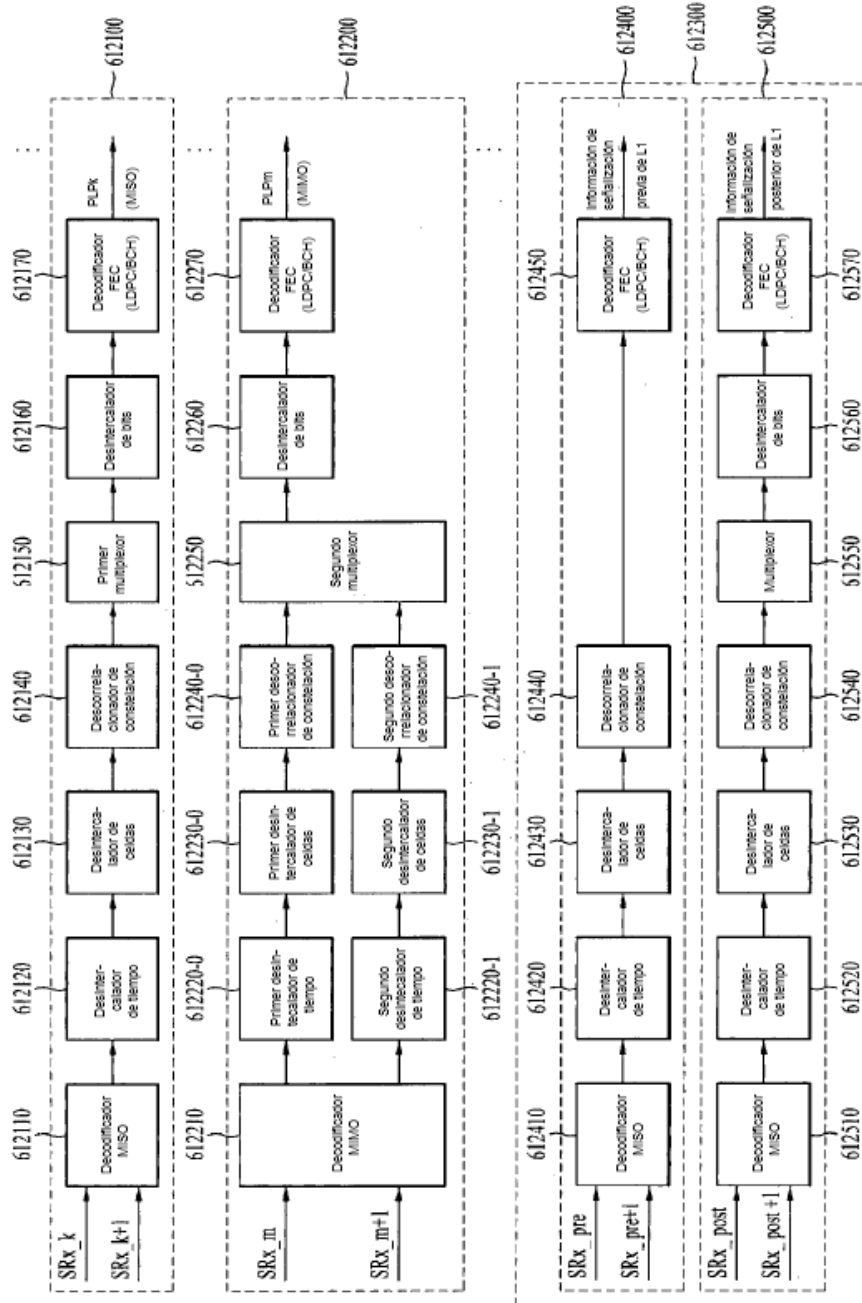 612110
612120
612130
612140
612150
612160
612170
612100
SRx_k
SRx_k+1
Decodificador
MISO
Desinter-
calador
de tiempo
Desinterca-
lador de
celdas
Descorrela-
cionador de
constelación
Primer
multiplexor
Desintercalador
de bits
Decodificador
FEC
(LDPC/BCH)
PLPk
(MISO)
612210
612220-0
612230-0
612240-0
612250
612260
612270
612200
SRx_m
SRx_m+1
Decodificador
MIMO
Primer desin-
tecalador de
tiempo
Primer desin-
tercalador de
celdas
Primer desco-
rrelacionador
de constelación
Segundo
multiplexor
Desintercalador
de bits
Decodificador
FEC
(LDPC/BCH)
PLPm
(MIMO)
Segundo
desintecalador
de tiempo
Segundo
desintercalador
de celdas
Segundo desco-
rrelacionador
de constelación
612220-1
612230-1
612240-1
612410
612420
612430
612440
612450
612400
SRx_pre
SRx_pre+1
Decodificador
MISO
Desinter-
calador
de tiempo
Desinterca-
lador de
celdas
Descorrela-
cionador de
constelación
Decodificador
FEC
(LDPC/BCH)
Información de
señalización
previa de L1
612300
SRx_post
SRx_post +1
Decodificador
MISO
Desinter-
calador
de tiempo
Desinterca-
lador de
celdas
Descorrela-
cionador de
constelación
Multiplexor
Desintercalador
de bits
Decodificador
FEC
(LDPC/BCH)
Información de
señalización
posterior de L1
612500
612510
612520
612530
612540
612550
612560
612570